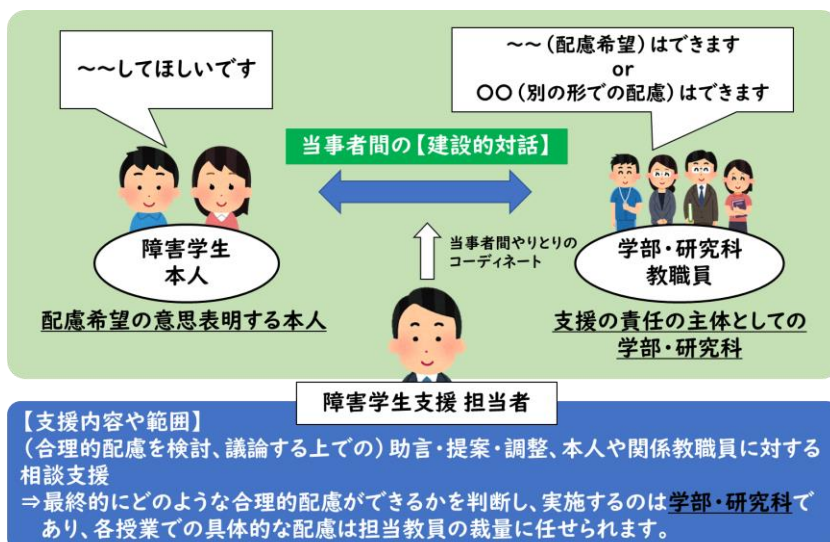 ~~してほしいです
~~(配慮希望)はできます
or
〇〇(別の形での配慮)はできます
当事者間の【建設的対話】
障害学生
本人
当事者間やりとりの
コーディネート
学部・研究科
教職員
配慮希望の意思表明する本人
支援の責任の主体としての
学部・研究科
障害学生支援 担当者
【支援内容や範囲】
(合理的配慮を検討、議論する上での)助言・提案・調整、本人や関係教職員に対する
相談支援
⇒最終的にどのような合理的配慮ができるかを判断し、実施するのは学部・研究科で
あり、各授業での具体的な配慮は担当教員の裁量に任せられます。